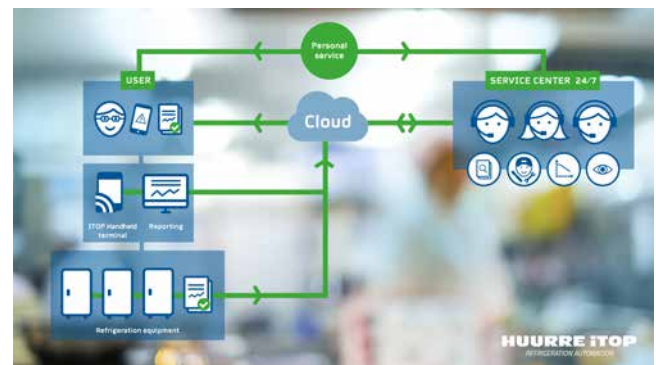 Personal
service
USER
SERVICE CENTER 24/7
Cloud
ITOP Handheld
terminal
Reporting
Refrigeration equipment
HUURRE iTOP
REFRIGERATION AUTOMATION